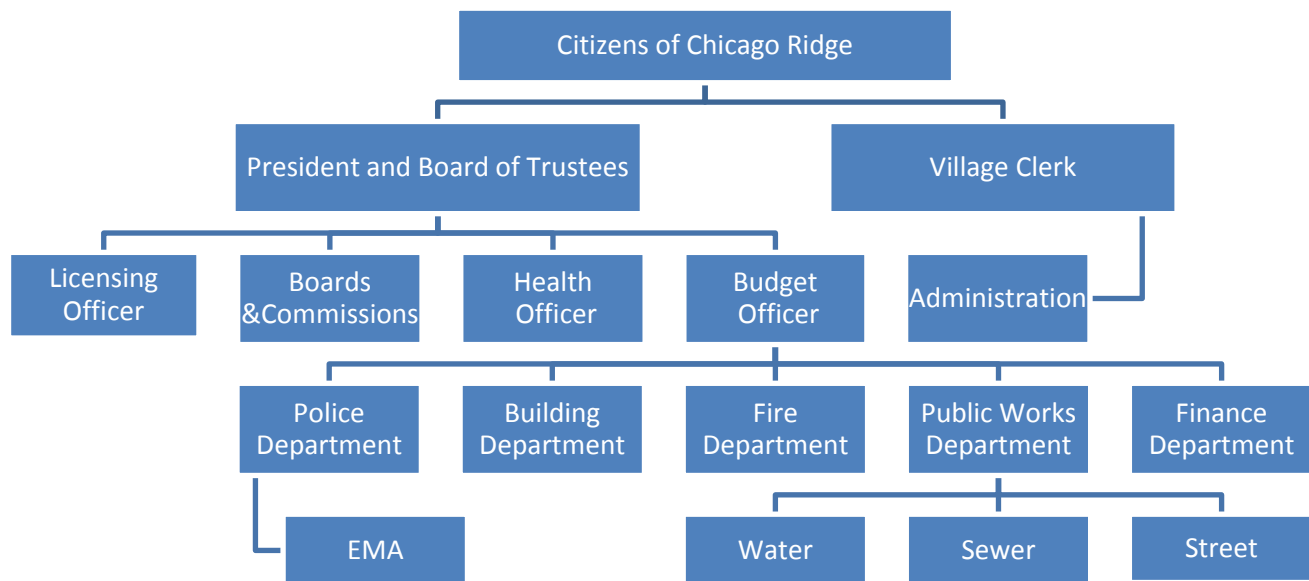 Citizens of Chicago Ridge
President and Board of Trustees
Village Clerk
Licensing
Officer
Boards
&Commissions
Health
Officer
Budget
Officer
Administration
Police
Department
Building
Department
Fire
Department
Public Works
Department
Finance
Department
EMA
Water
Sewer
Street